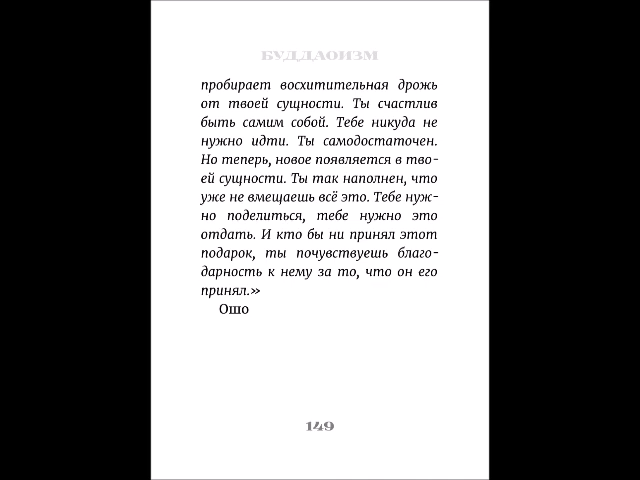 БУДДАОИЗМ
пробирает восхитительная дрожь
от твоей сущности. Ты счастлив
быть самим собой. Тебе никуда не
нужно идти. Ты самодостаточен.
Но теперь, новое появляется в тво-
ей сущности. Ты так наполнен, что
уже не вмещаешь всё это. Тебе нуж-
но поделиться, тебе нужно это
отдать. И кто бы ни принял этот
подарок, ты почувствуешь благо-
дарность к нему за то, что он его
принял.»
Ошо
149